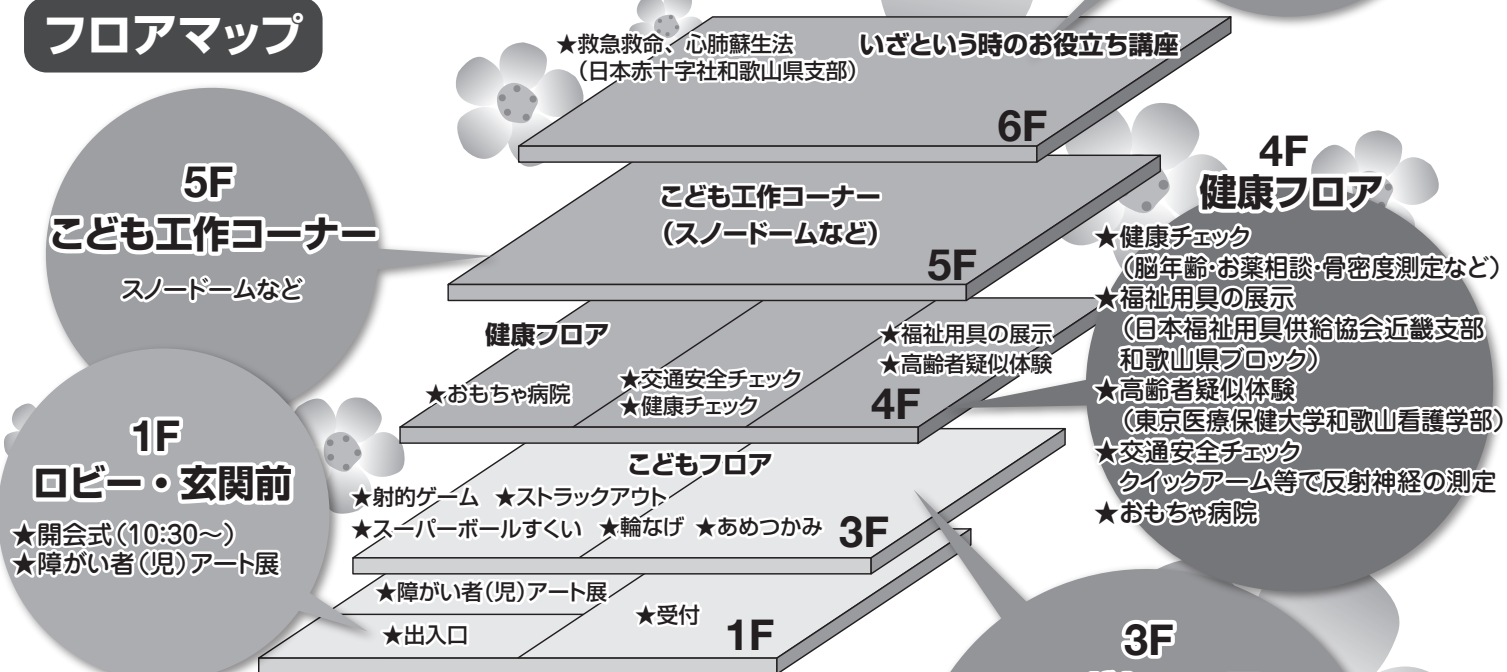 フロアマップ
★救急救命、心肺蘇生法
(日本赤十字社和歌山県支部)
いざという時のお役立ち講座
6F
5F
こども工作コーナー
スノードームなど
こども工作コーナー
(スノードームなど)
5F
4F
健康フロア
★健康チェック
(脳年齢・お薬相談・骨密度測定など)
★福祉用具の展示
(日本福祉用具供給協会近畿支部
和歌山県ブロック)
★高齢者疑似体験
(東京医療保健大学和歌山看護学部)
★交通安全チェック
クイックアーム等で反射神経の測定
★おもちゃ病院
健康フロア
★おもちゃ病院
★交通安全チェック
★健康チェック
★福祉用具の展示
★高齢者疑似体験
4F
1F
ロビー・玄関前
★開会式(10:30〜)
★障がい者(児)アート展
こどもフロア
★射的ゲーム ★ストラックアウト
★スーパーボールすくい ★輪なげ ★あめつかみ
3F
★障がい者(児)アート展
★出入口
★受付
1F
3F